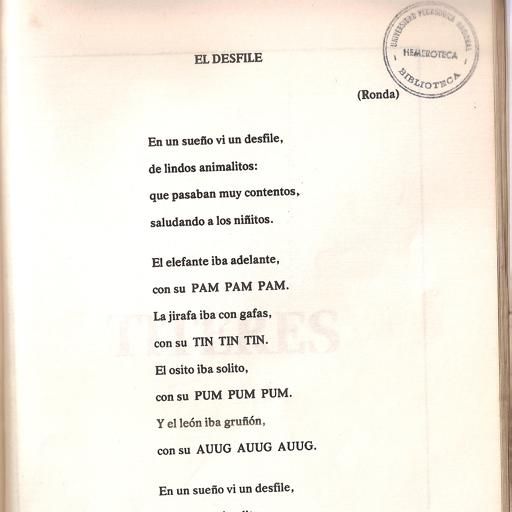 UNIVERSIDAD PEDAGOGICA NACIONAL
HEMEROTECA
BIBLIOTECA
EL DESFILE
(Ronda)
En un sueño vi un desfile,
de lindos animalitos:
que pasaban muy contentos,
saludando a los niñitos.
El elefante iba adelante,
con su PAM PAM PAM.
La jirafa iba con gafas,
con su TIN TIN TIN.
El osito iba solito,
con su PUM PUM PUM.
Y el león iba gruñón,
con su AUUG AUUG AUUG.
En un sueño vi un desfile,
TITERES